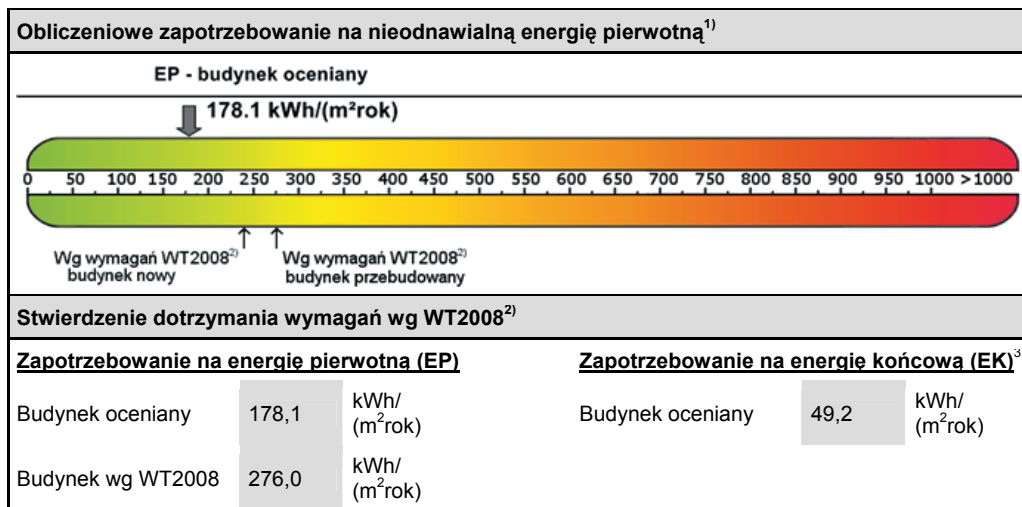 Obliczeniowe zapotrzebowanie na nieodnawialną energię pierwotną¹⁾
EP - budynek oceniany
178.1 kWh/(m²rok)
0 50 100 150 200 250 300 350 400 450 500 550 600 650 700 750 800 850 900 950 1000 >1000
Wg wymagań WT2008²⁾
budynek nowy
Wg wymagań WT2008²⁾
budynek przebudowany
Stwierdzenie dotrzymania wymagań wg WT2008²⁾
Zapotrzebowanie na energię pierwotną (EP)
Zapotrzebowanie na energię końcową (EK)³
Budynek oceniany 178,1 kWh/
(m²rok)
Budynek oceniany 49,2 kWh/
(m²rok)
Budynek wg WT2008 276,0 kWh/
(m²rok)